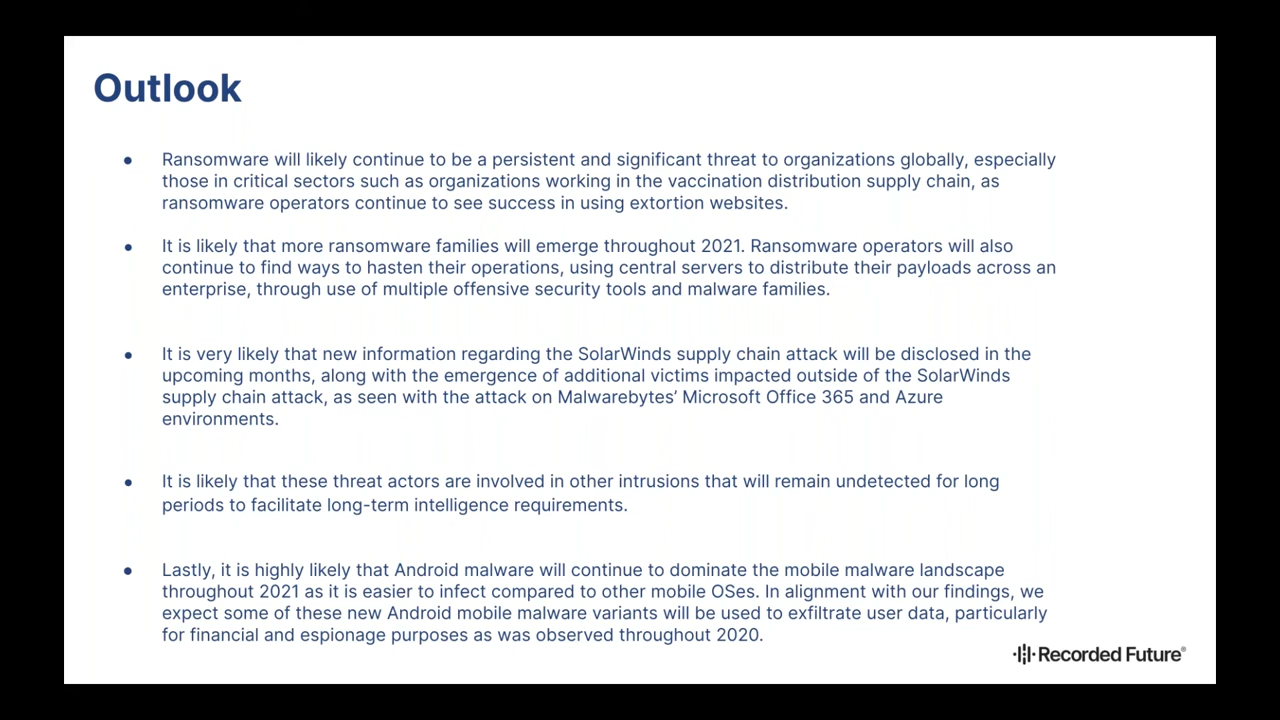 Outlook
● Ransomware will likely continue to be a persistent and significant threat to organizations globally, especially
those in critical sectors such as organizations working in the vaccination distribution supply chain, as
ransomware operators continue to see success in using extortion websites.
● It is likely that more ransomware families will emerge throughout 2021. Ransomware operators will also
continue to find ways to hasten their operations, using central servers to distribute their payloads across an
enterprise, through use of multiple offensive security tools and malware families.
● It is very likely that new information regarding the SolarWinds supply chain attack will be disclosed in the
upcoming months, along with the emergence of additional victims impacted outside of the SolarWinds
supply chain attack, as seen with the attack on Malwarebytes’ Microsoft Office 365 and Azure
environments.
● It is likely that these threat actors are involved in other intrusions that will remain undetected for long
periods to facilitate long-term intelligence requirements.
● Lastly, it is highly likely that Android malware will continue to dominate the mobile malware landscape
throughout 2021 as it is easier to infect compared to other mobile OSes. In alignment with our findings, we
expect some of these new Android mobile malware variants will be used to exfiltrate user data, particularly
for financial and espionage purposes as was observed throughout 2020.
Recorded Future®